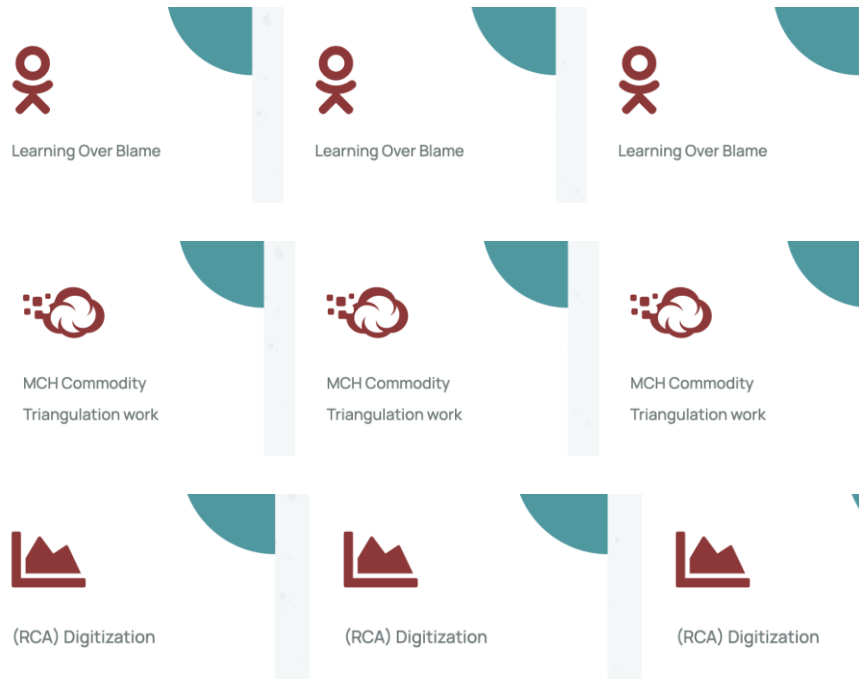 Learning Over Blame
Learning Over Blame
Learning Over Blame
MCH Commodity
Triangulation work
MCH Commodity
Triangulation work
MCH Commodity
Triangulation work
(RCA) Digitization
(RCA) Digitization
(RCA) Digitization